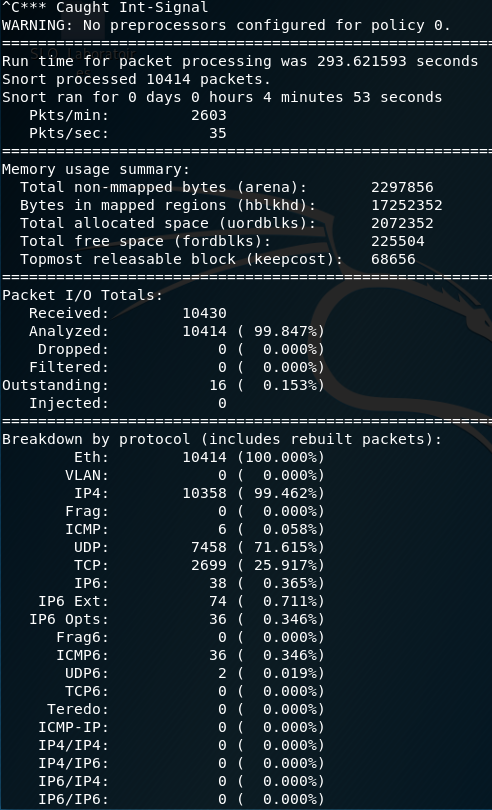 ^C*** Caught Int-Signal
WARNING: No preprocessors configured for policy 0.
===============================================================
Run time for packet processing was 293.621593 seconds
Snort processed 10414 packets.
Snort ran for 0 days 0 hours 4 minutes 53 seconds
Pkts/min: 2603
Pkts/sec: 35
===============================================================
Memory usage summary:
Total non-mmapped bytes (arena): 2297856
Bytes in mapped regions (hblkhd): 17252352
Total allocated space (uordblks): 2072352
Total free space (fordblks): 225504
Topmost releasable block (keepcost): 68656
===============================================================
Packet I/O Totals:
Received: 10430
Analyzed: 10414 ( 99.847%)
Dropped: 0 ( 0.000%)
Filtered: 0 ( 0.000%)
Outstanding: 16 ( 0.153%)
Injected: 0
===============================================================
Breakdown by protocol (includes rebuilt packets):
Eth: 10414 (100.000%)
VLAN: 0 ( 0.000%)
IP4: 10358 ( 99.462%)
Frag: 0 ( 0.000%)
ICMP: 6 ( 0.058%)
UDP: 7458 ( 71.615%)
TCP: 2699 ( 25.917%)
IP6: 38 ( 0.365%)
IP6 Ext: 74 ( 0.711%)
IP6 Opts: 36 ( 0.346%)
Frag6: 0 ( 0.000%)
ICMP6: 36 ( 0.346%)
UDP6: 2 ( 0.019%)
TCP6: 0 ( 0.000%)
Teredo: 0 ( 0.000%)
ICMP-IP: 0 ( 0.000%)
IP4/IP4: 0 ( 0.000%)
IP4/IP6: 0 ( 0.000%)
IP6/IP4: 0 ( 0.000%)
IP6/IP6: 0 ( 0.000%)